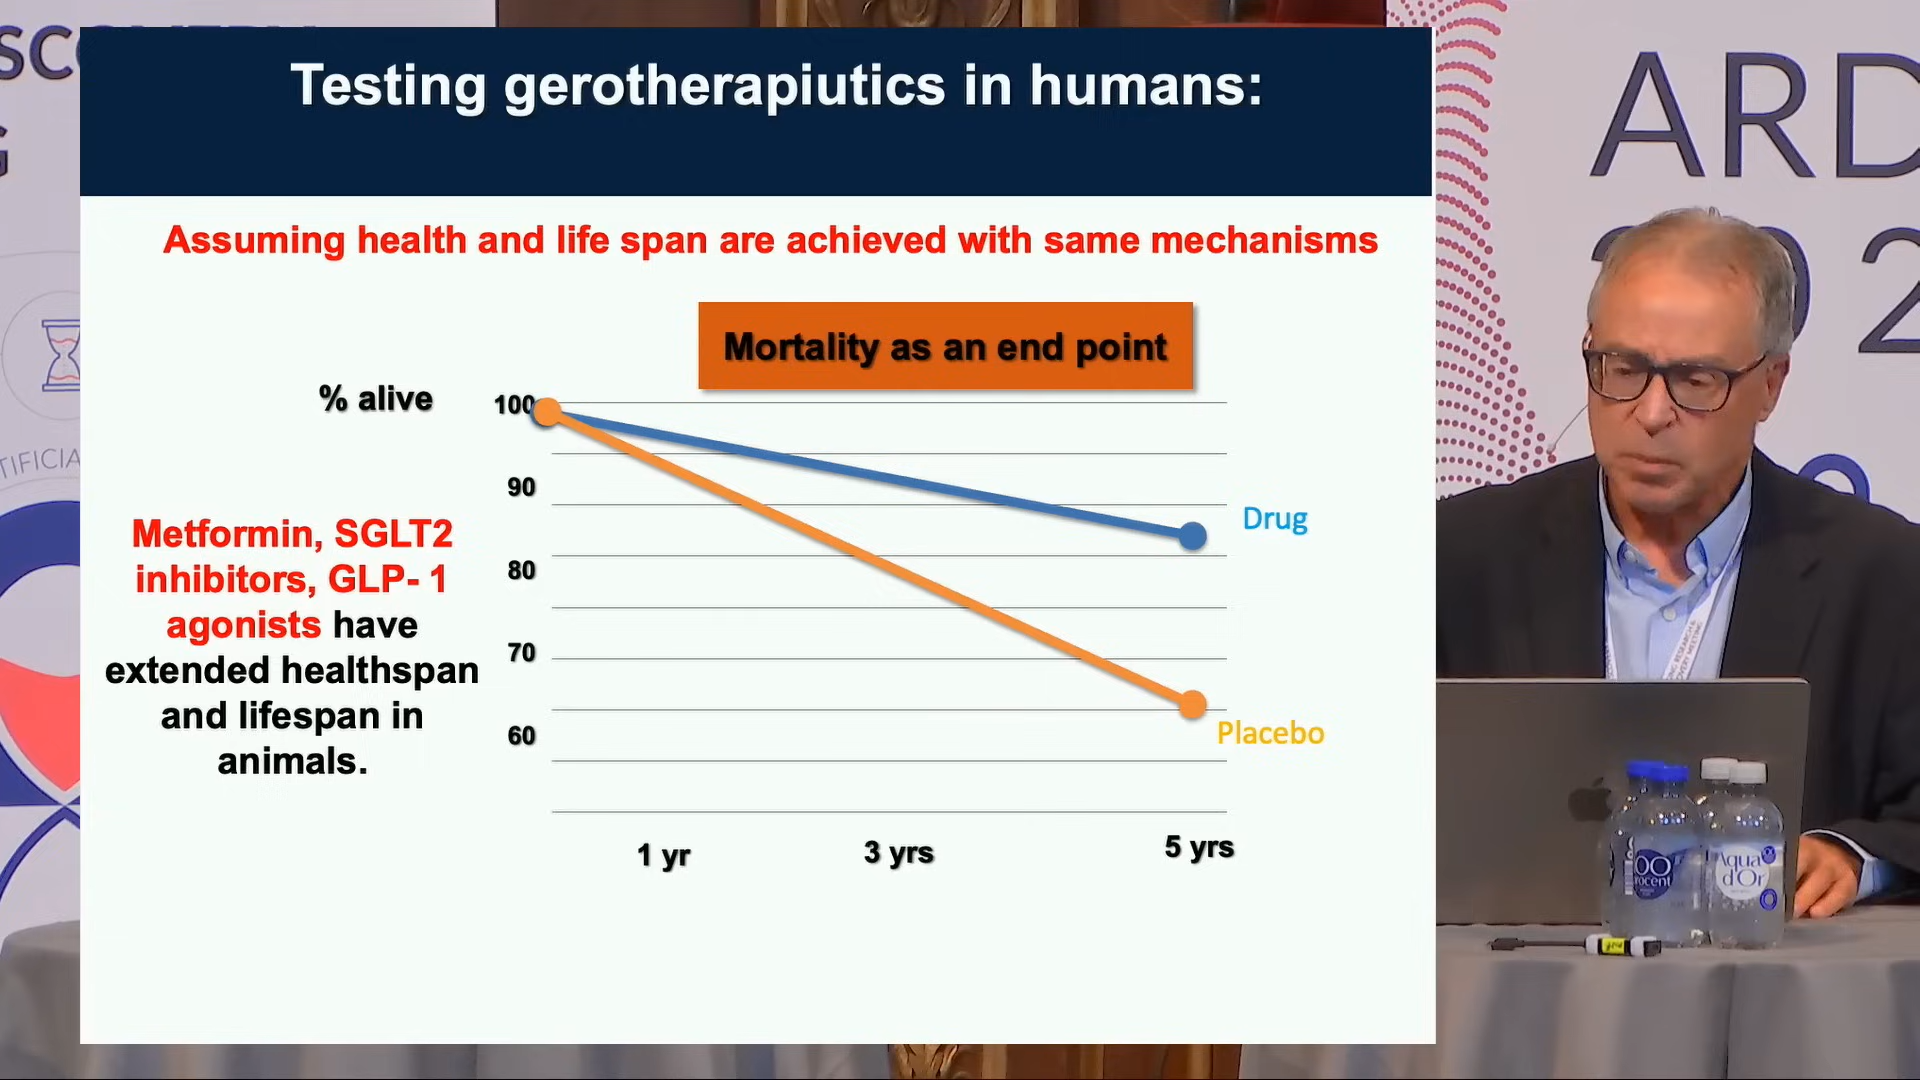 Testing gerotherapiutics in humans:
Assuming health and life span are achieved with same mechanisms
Mortality as an end point
% alive
100
90
80
70
60
Metformin, SGLT2
inhibitors, GLP- 1
agonists have
extended healthspan
and lifespan in
animals.
Drug
Placebo
1 yr
3 yrs
5 yrs
ARD
Aqua
d'Or